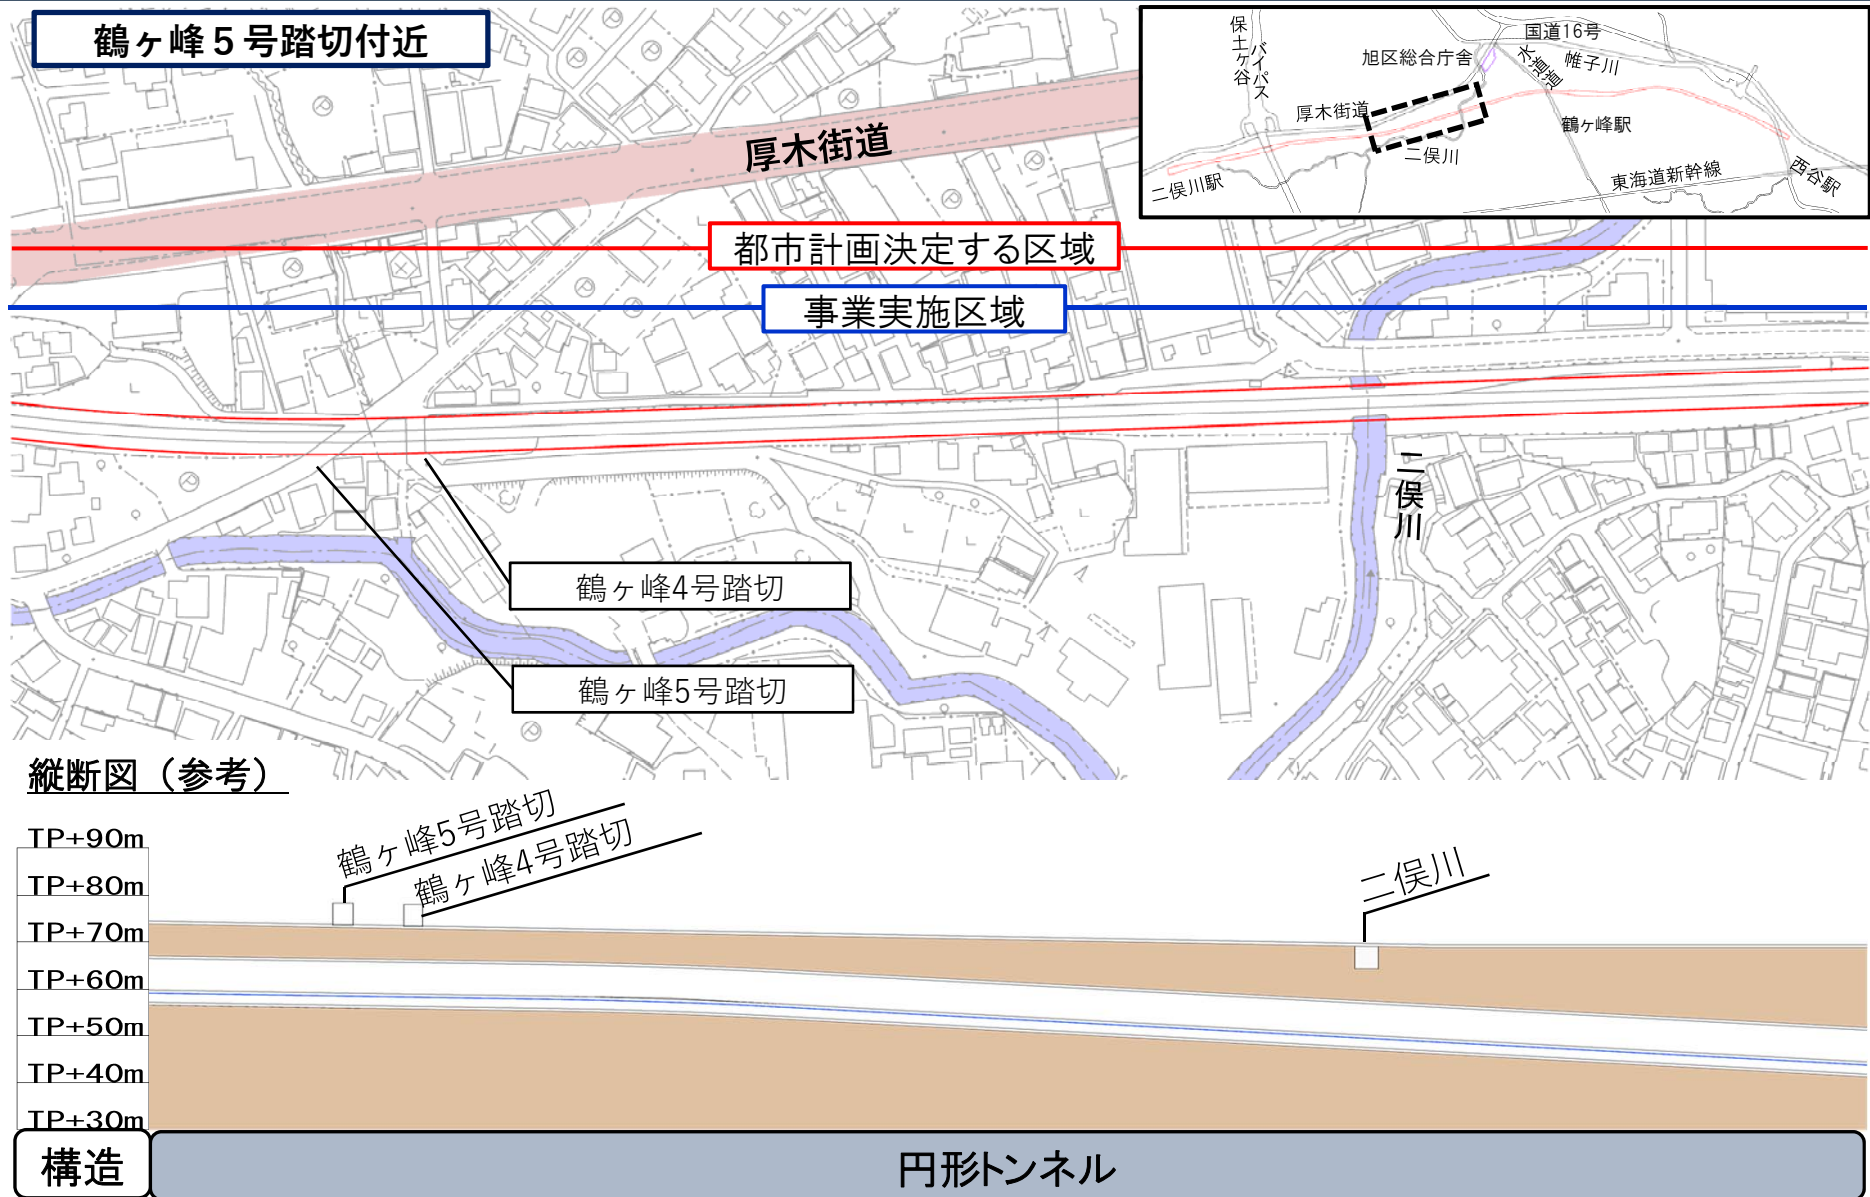 鶴ヶ峰５号踏切付近
保土ヶ谷
バイパス
国道16号
旭区総合庁舎
水道道
帷子川
厚木街道
鶴ヶ峰駅
二俣川
二俣川駅
東海道新幹線
西谷駅
厚木街道
都市計画決定する区域
事業実施区域
二俣川
鶴ヶ峰4号踏切
鶴ヶ峰5号踏切
縦断図（参考）
鶴ヶ峰5号踏切
鶴ヶ峰4号踏切
二俣川
TP+90m
TP+80m
TP+70m
TP+60m
TP+50m
TP+40m
TP+30m
構造
円形トンネル